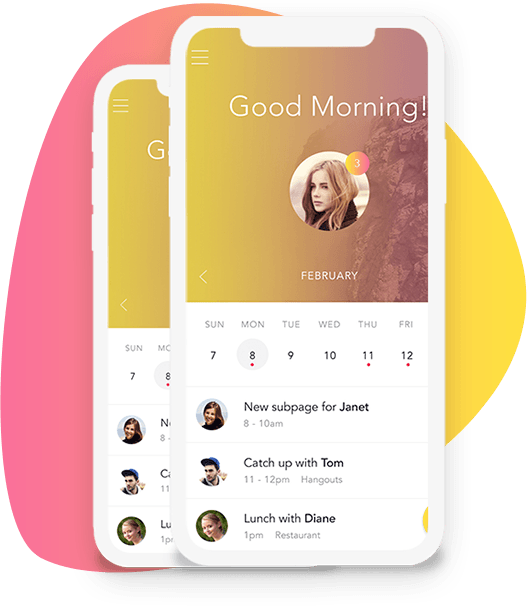 Good Morning!
3
FEBRUARY
SUN MON TUE WED THU FRI
7 8 9 10 11 12
New subpage for Janet
8 - 10am
Catch up with Tom
11 - 12pm Hangouts
Lunch with Diane
1pm Restaurant
G
SUN MO
7 8
N
8 -
Ca
11
Lu
1p